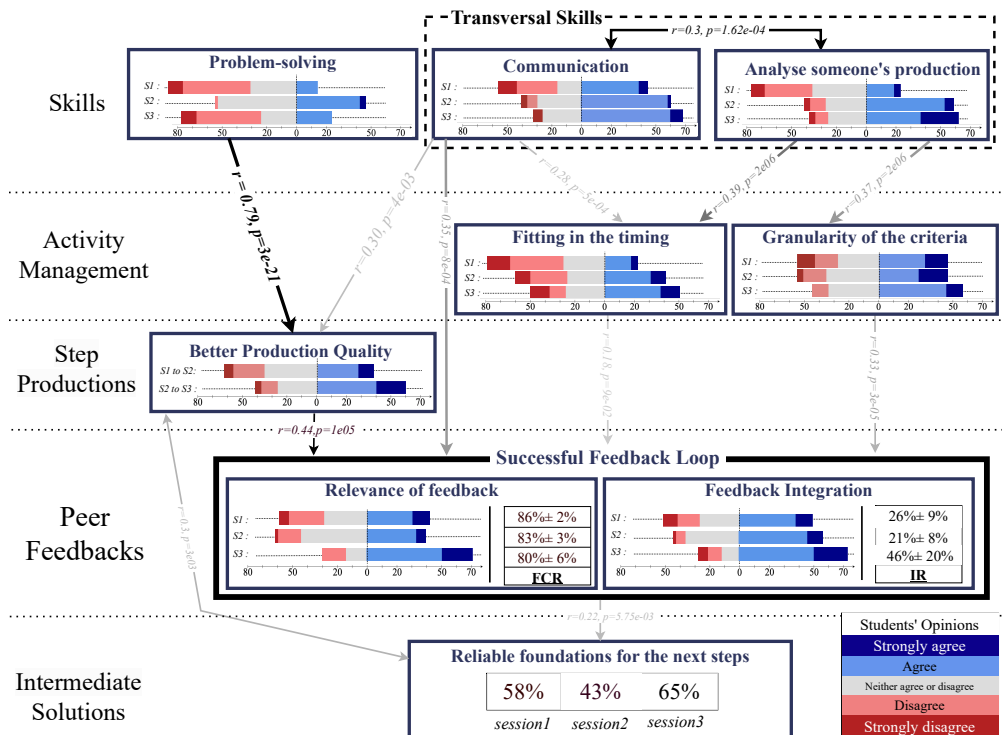 Transversal Skills
Skills
Problem-solving
S1 :
S2 :
S3 :
80 50 20 0 20 50 70
r=0.3, p=1.62e-04
Communication
S1 :
S2 :
S3 :
80 50 20 0 20 50 70
Analyse someone's production
S1 :
S2 :
S3 :
80 50 20 0 20 50 70
r = 0.79, p=3e-21
r=0.30, p=4e-03
r=0.35, p=8e-04
r=0.28, p=5e-04
r=0.39, p=2e06
r=0.37, p=2e06
Activity
Management
Fitting in the timing
S1 :
S2 :
S3 :
80 50 20 0 20 50 70
Granularity of the criteria
S1 :
S2 :
S3 :
80 50 20 0 20 50 70
Step
Productions
Better Production Quality
S1 to S2:
S2 to S3:
80 50 20 0 20 50 70
r=0.18, p=9e-02
r=0.33, p=3e-05
r=0.44,p=1e05
r=0.3, p=3e03
Peer
Feedbacks
Successful Feedback Loop
Relevance of feedback
S1 :
S2 :
S3 :
80 50 20 0 20 50 70
86%± 2%
83%± 3%
80%± 6%
FCR
Feedback Integration
S1 :
S2 :
S3 :
80 50 20 0 20 50 70
26%± 9%
21%± 8%
46%± 20%
IR
r=0.22, p=5.75e-03
Intermediate
Solutions
Reliable foundations for the next steps
58% 43% 65%
session1 session2 session3
Students' Opinions
Strongly agree
Agree
Neither agree or disagree
Disagree
Strongly disagree